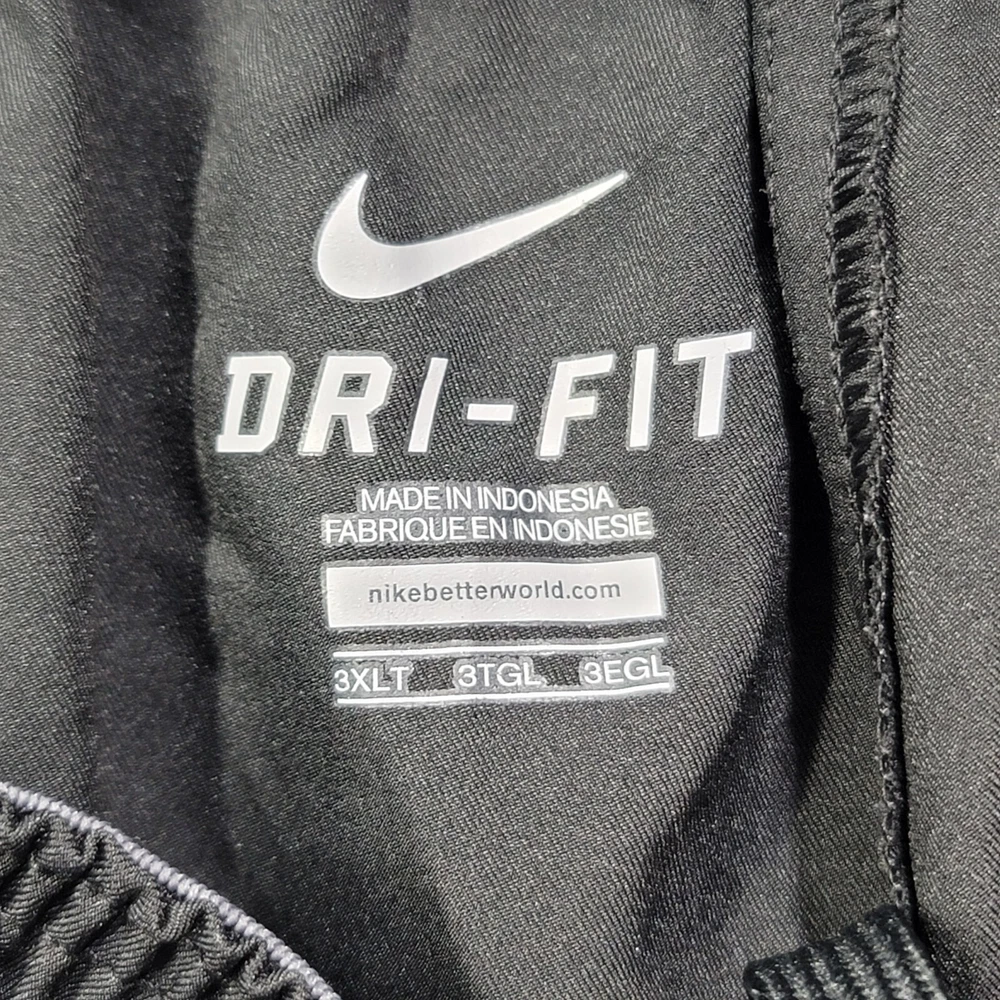 DRI-FIT
MADE IN INDONESIA
FABRIQUE EN INDONESIE
nikebetterworld.com
3XLT 3TGL 3EGL